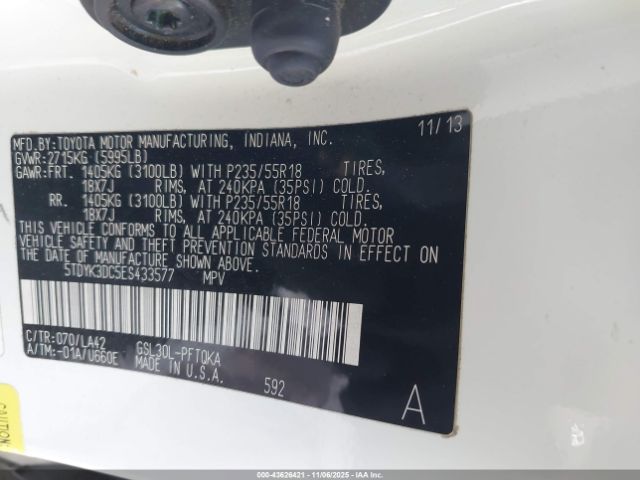 MFD.BY:TOYOTA MOTOR MANUFACTURING, INDIANA, INC. 11/13
GVWR:2715KG (5995LB)
GAWR:FRT. 1405KG (3100LB) WITH P235/55R18 TIRES,
18X7J RIMS, AT 240KPA (35PSI) COLD.
RR. 1405KG (3100LB) WITH P235/55R18 TIRES,
18X7J RIMS, AT 240KPA (35PSI) COLD.
THIS VEHICLE CONFORMS TO ALL APPLICABLE FEDERAL MOTOR
VEHICLE SAFETY AND BUMPER STANDARDS IN EFFECT ON
THE DATE OF MANUFACTURE SHOWN ABOVE.
5TDYK3DC5ES433577 MPV
C/TR:070/LA42 GSL30L-PFTQKA
A/TM:-01A/U660E MADE IN U.S.A.
592
A
CAUTION
000-43626421 - 11/06/2025 - IAA Inc.